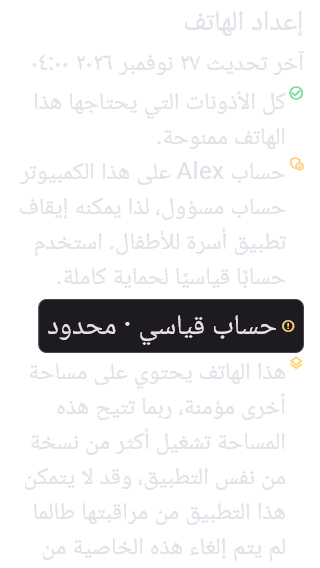 إعداد الهاتف
آخر تحديث ٢٧ نوفمبر ٢٠٢٦ ٠٤:٠٠
كل الأذونات التي يحتاجها هذا
الهاتف ممنوحة.
حساب Alex على هذا الكمبيوتر
حساب مسؤول، لذا يمكنه إيقاف
تطبيق أسرة للأطفال. استخدم
حسابًا قياسيًا لحماية كاملة.
حساب قياسي · محدود
هذا الهاتف يحتوي على مساحة
أخرى مؤمنة، ربما تتيح هذه
المساحة تشغيل أكثر من نسخة
من نفس التطبيق، وقد لا يتمكن
هذا التطبيق من مراقبتها طالما
لم يتم إلغاء هذه الخاصية من